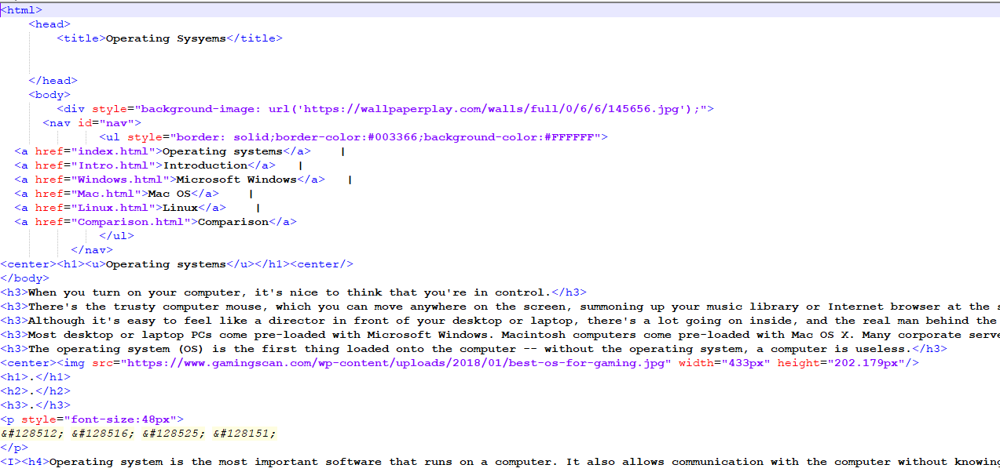 <html>
<head>
<title>Operating Sysyems</title>
</head>
<body>
<div style="background-image: url('https://wallpaperplay.com/walls/full/0/6/6/145656.jpg');">
<nav id="nav">
<ul style="border: solid;border-color:#003366;background-color:#FFFFFF">
<a href="index.html">Operating systems</a> |
<a href="Intro.html">Introduction</a> |
<a href="Windows.html">Microsoft Windows</a> |
<a href="Mac.html">Mac OS</a> |
<a href="Linux.html">Linux</a> |
<a href="Comparison.html">Comparison</a>
</ul>
</nav>
<center><h1><u>Operating systems</u></h1><center/>
</body>
<h3>When you turn on your computer, it's nice to think that you're in control.</h3>
<h3>There's the trusty computer mouse, which you can move anywhere on the screen, summoning up your music library or Internet browser at the
<h3>Although it's easy to feel like a director in front of your desktop or laptop, there's a lot going on inside, and the real man behind the
<h3>Most desktop or laptop PCs come pre-loaded with Microsoft Windows. Macintosh computers come pre-loaded with Mac OS X. Many corporate serve
<h3>The operating system (OS) is the first thing loaded onto the computer -- without the operating system, a computer is useless.</h3>
<center><img src="https://www.gamingscan.com/wp-content/uploads/2018/01/best-os-for-gaming.jpg" width="433px" height="202.179px"/>
<h1>.</h1>
<h2>.</h2>
<h3>.</h3>
<p style="font-size:48px">
&#128512; &#128516; &#128525; &#128151;
</p>
<I><h4>Operating system is the most important software that runs on a computer. It also allows communication with the computer without knowing